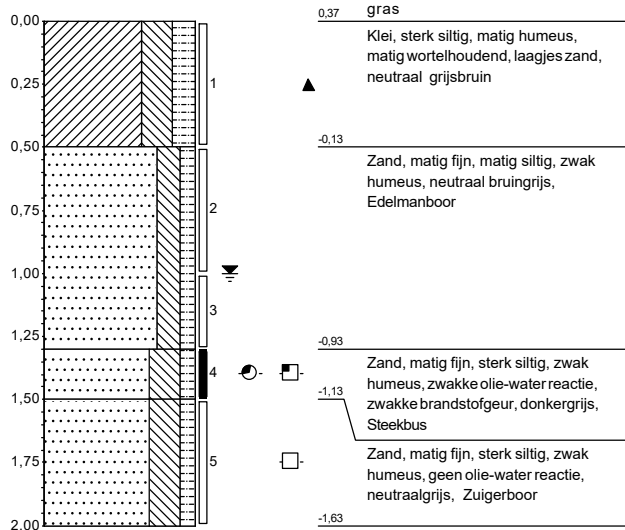 0,00
0,25
0,50
0,75
1,00
1,25
1,50
1,75
2,00
1
2
3
4
5
0,37
gras
Klei, sterk siltig, matig humeus,
matig wortelhoudend, laagjes zand,
neutraal grijsbruin
-0,13
Zand, matig fijn, matig siltig, zwak
humeus, neutraal bruingrijs,
Edelmanboor
-0,93
Zand, matig fijn, sterk siltig, zwak
humeus, zwakke olie-water reactie,
zwakke brandstofgeur, donkergrijs,
Steekbus
-1,13
Zand, matig fijn, sterk siltig, zwak
humeus, geen olie-water reactie,
neutraalgrijs, Zuigerboor
-1,63